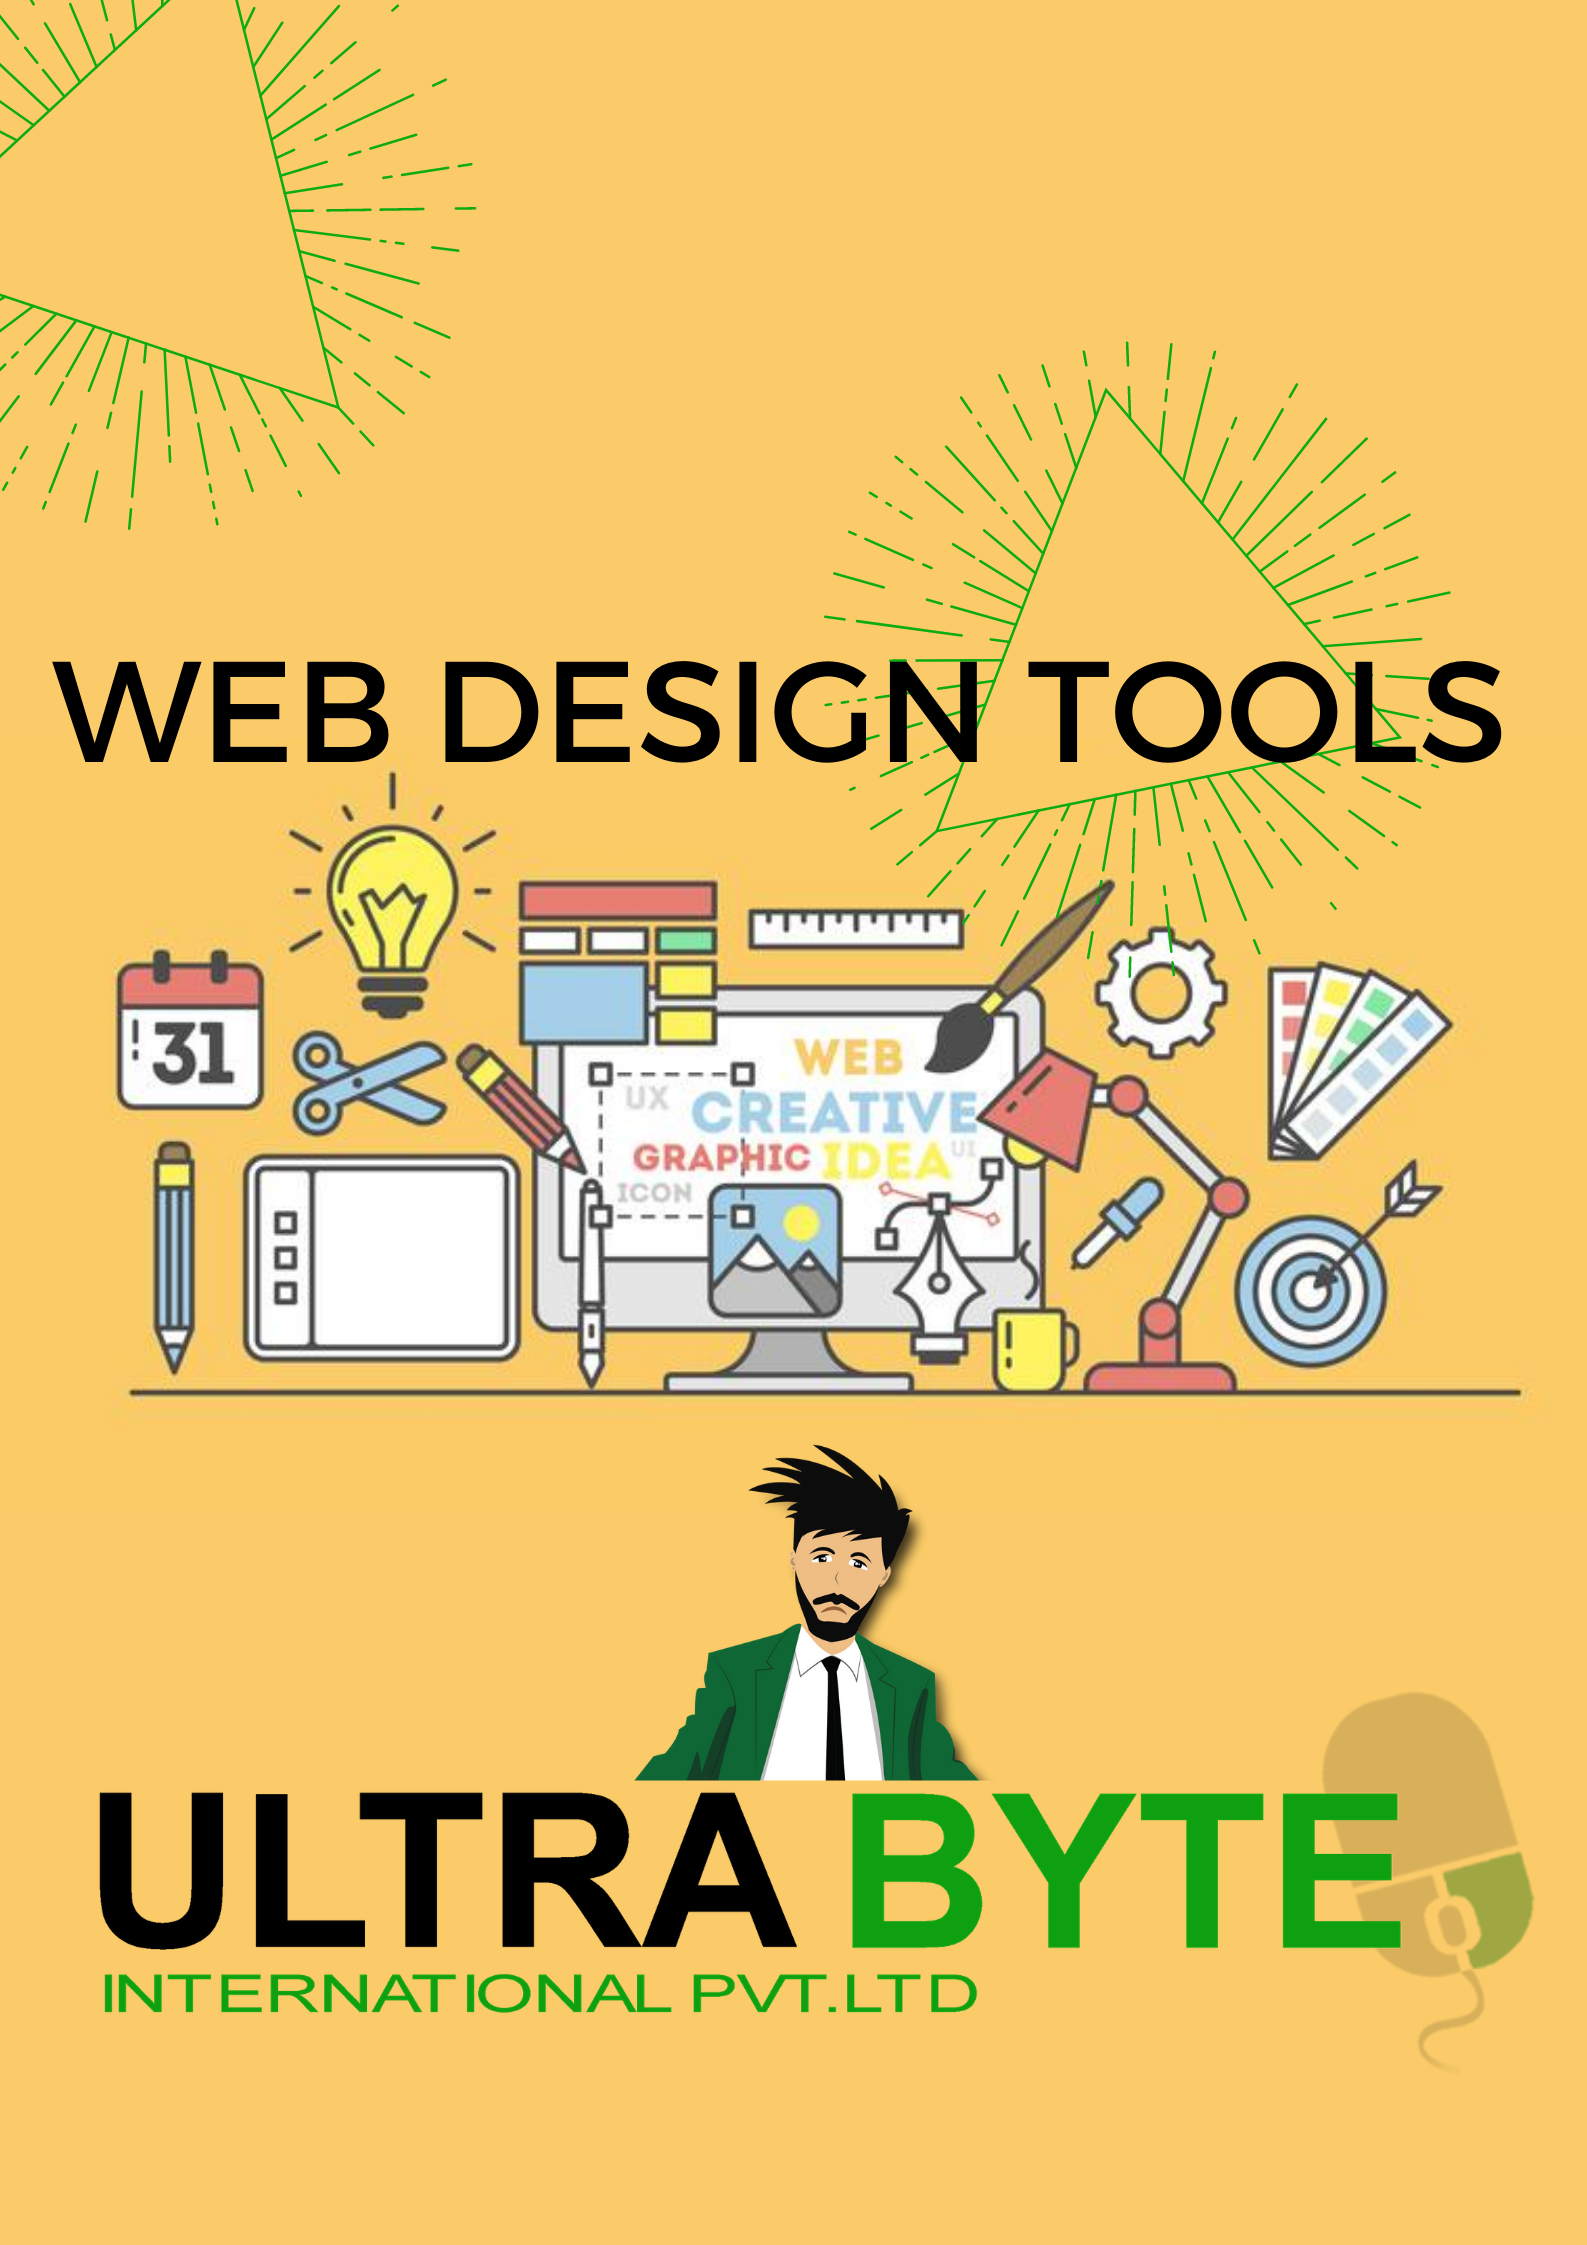 WEB DESIGN TOOLS
31
WEB
UX
CREATIVE
GRAPHIC IDEA UI
ICON
ULTRA BYTE
INTERNATIONAL PVT.LTD